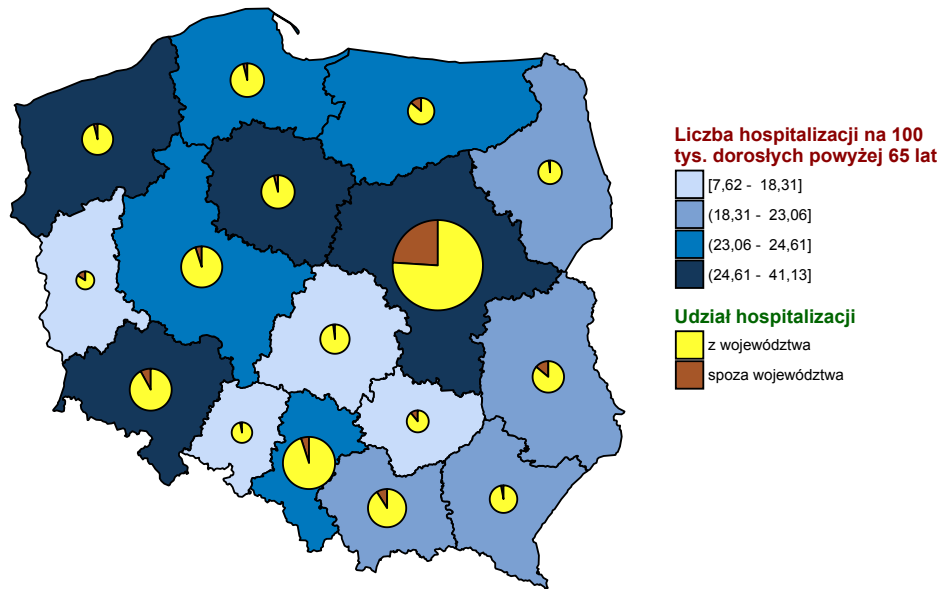 Liczba hospitalizacji na 100
tys. dorosłych powyżej 65 lat
[7,62 - 18,31]
(18,31 - 23,06]
(23,06 - 24,61]
(24,61 - 41,13]
Udział hospitalizacji
z województwa
spoza województwa